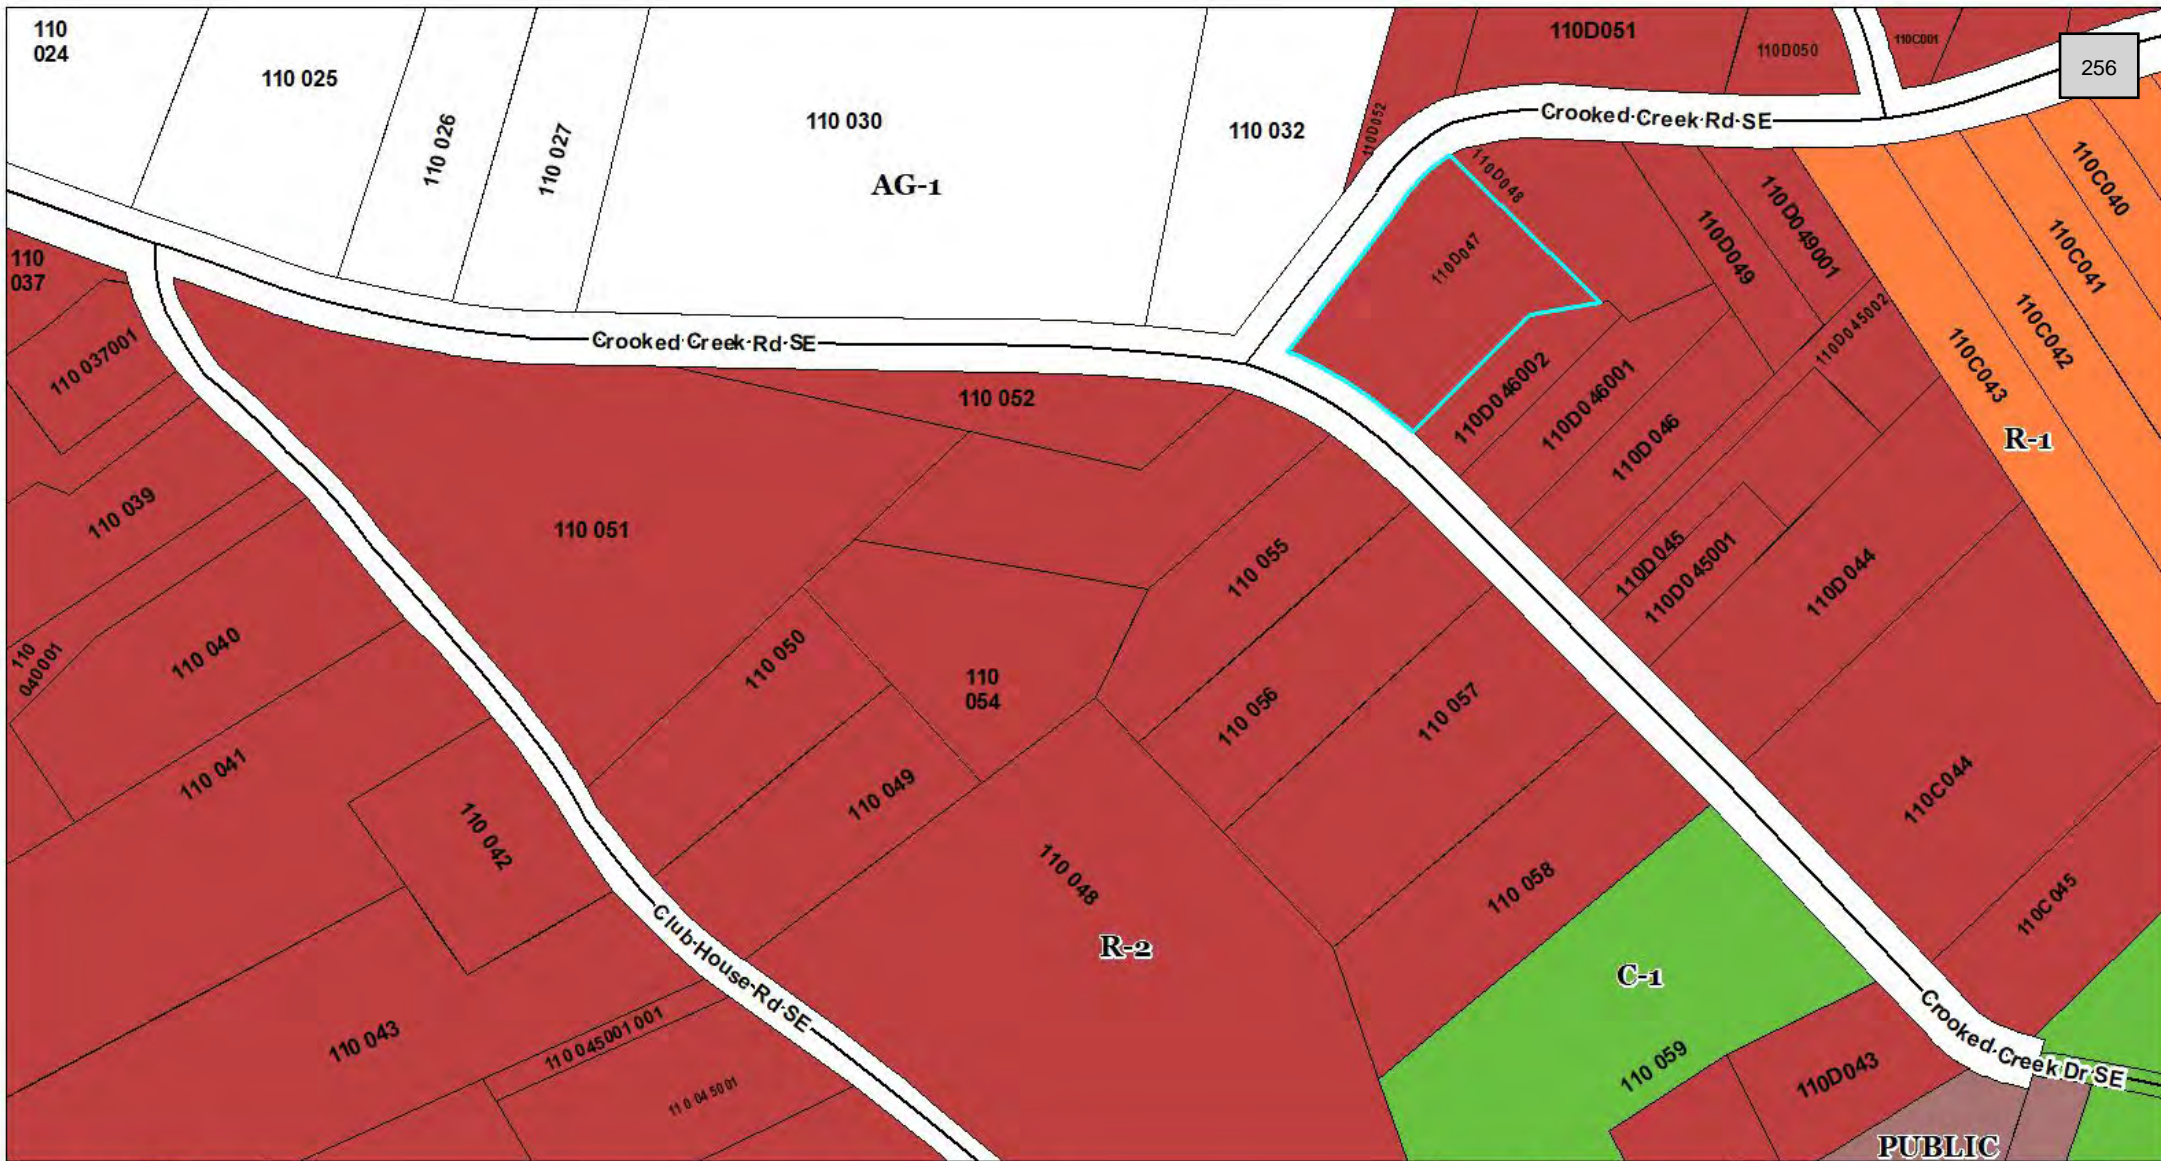 110
024
110 025
110 026
110 027
110 030
AG-1
110 032
110D052
110D051
110D050
110C001
256
Crooked Creek Rd SE
110D048
110D047
110D049
110D049001
110C040
110C041
110C042
110C043
R-1
110
037
110 037001
Crooked Creek Rd SE
110 052
110D046002
110D046001
110D046
110D045002
110 039
110 051
110 055
110D045
110D045001
110D044
110
040001
110 040
110 050
110
054
110 056
110 057
110 041
110 042
110 049
110 048
110 058
110C044
110C045
R-2
C-1
Club House Rd SE
110 043
110 045001 001
110 045001
110 059
110D043
Crooked Creek Dr SE
PUBLIC